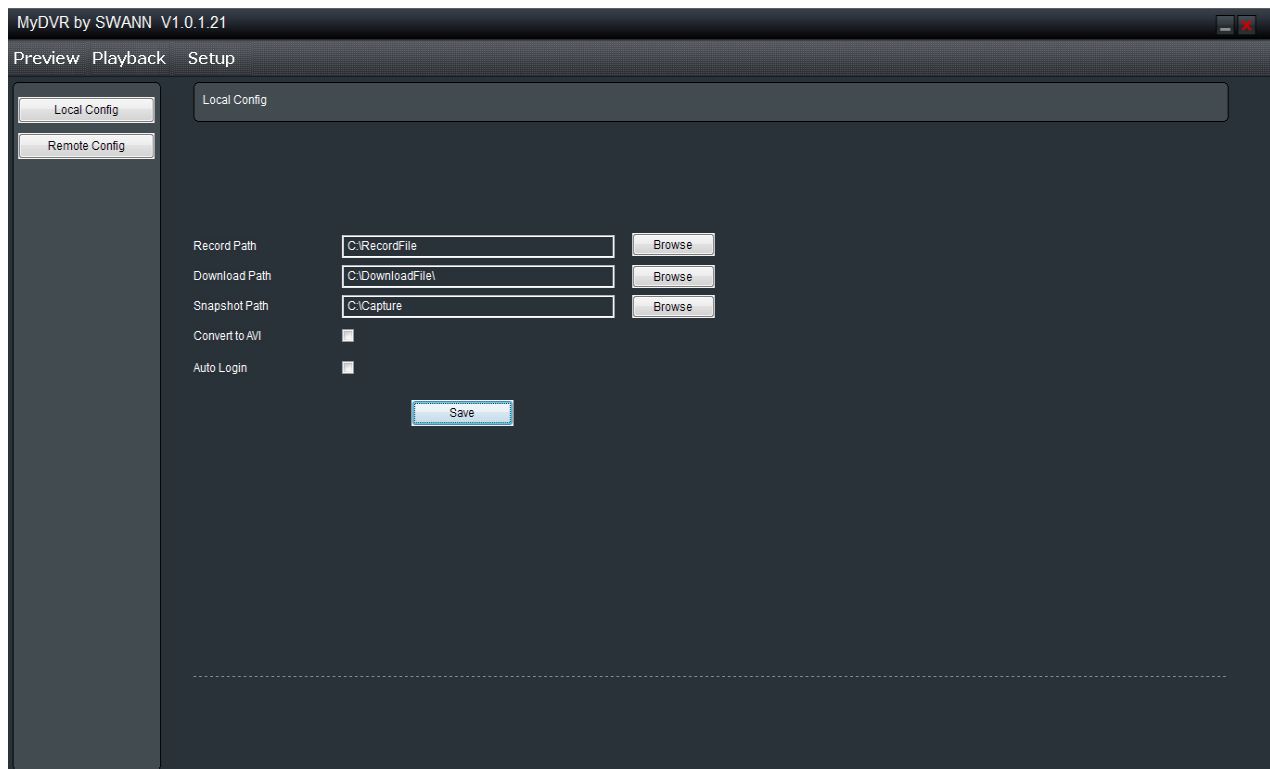 MyDVR by SWANN V1.0.1.21
Preview Playback Setup
Local Config
Remote Config
Local Config
Record Path C:\RecordFile Browse
Download Path C:\DownloadFile\ Browse
Snapshot Path C:\Capture Browse
Convert to AVI
Auto Login
Save